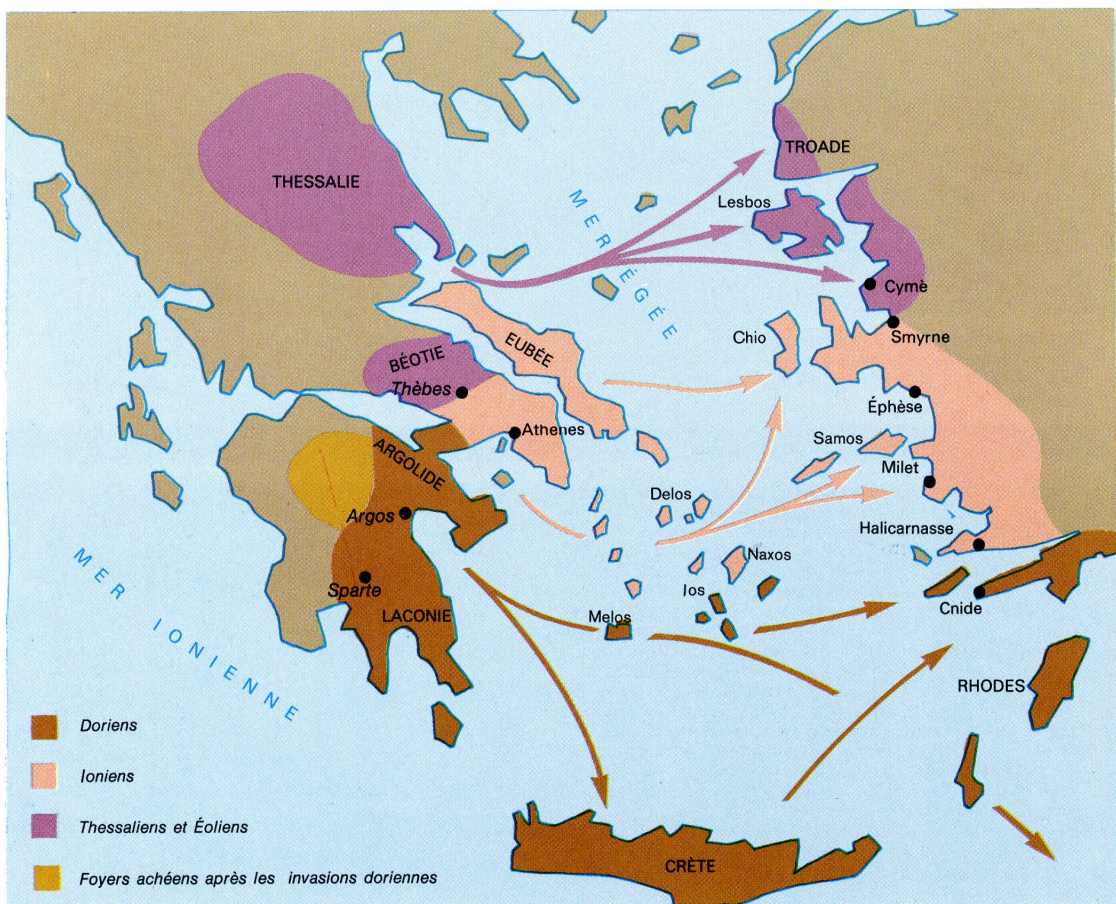 TROADE
THESSALIE
Lesbos
MER ÉGÉE
Cymè
Chio
Smyrne
EUBÉE
BÉOTIE
Thèbes
Éphèse
Athenes
Samos
ARGOLIDE
Milet
Delos
Argos
Halicarnasse
Naxos
Ios
Sparte
Cnide
LACONIE
Melos
MER IONIENNE
RHODES
Doriens
Ioniens
Thessaliens et Éoliens
CRÈTE
Foyers achéens après les invasions doriennes